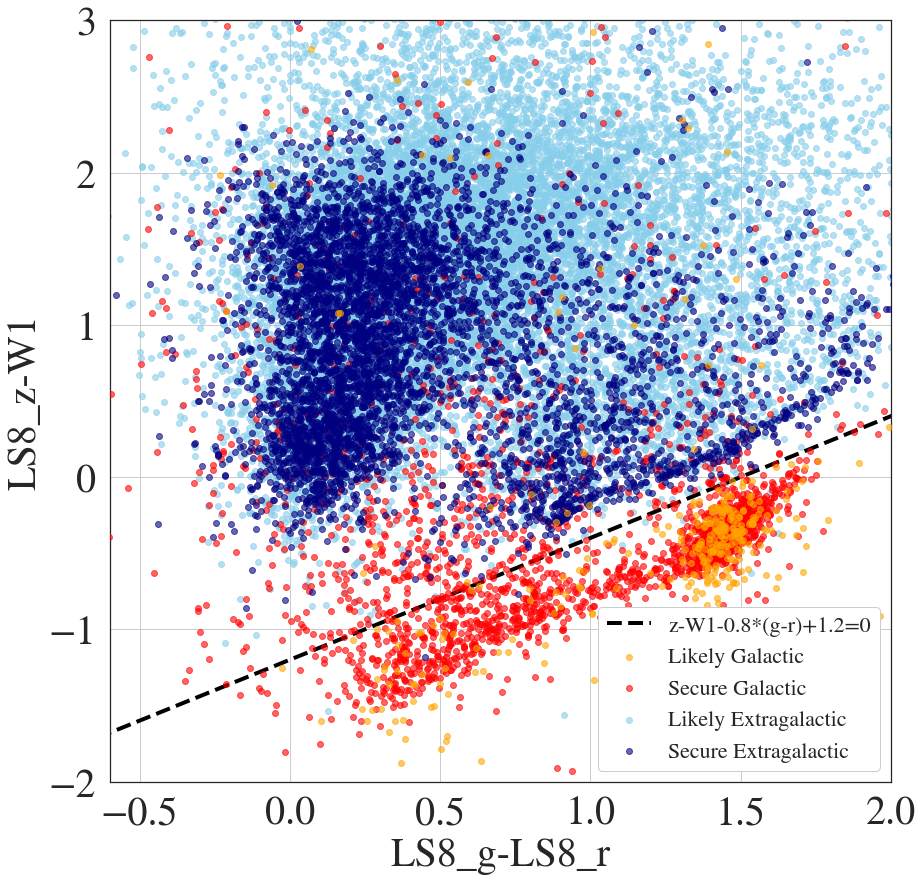 3
2
1
0
−1
−2
LS8_z-W1
z-W1-0.8*(g-r)+1.2=0
Likely Galactic
Secure Galactic
Likely Extragalactic
Secure Extragalactic
−0.5 0.0 0.5 1.0 1.5 2.0
LS8_g-LS8_r